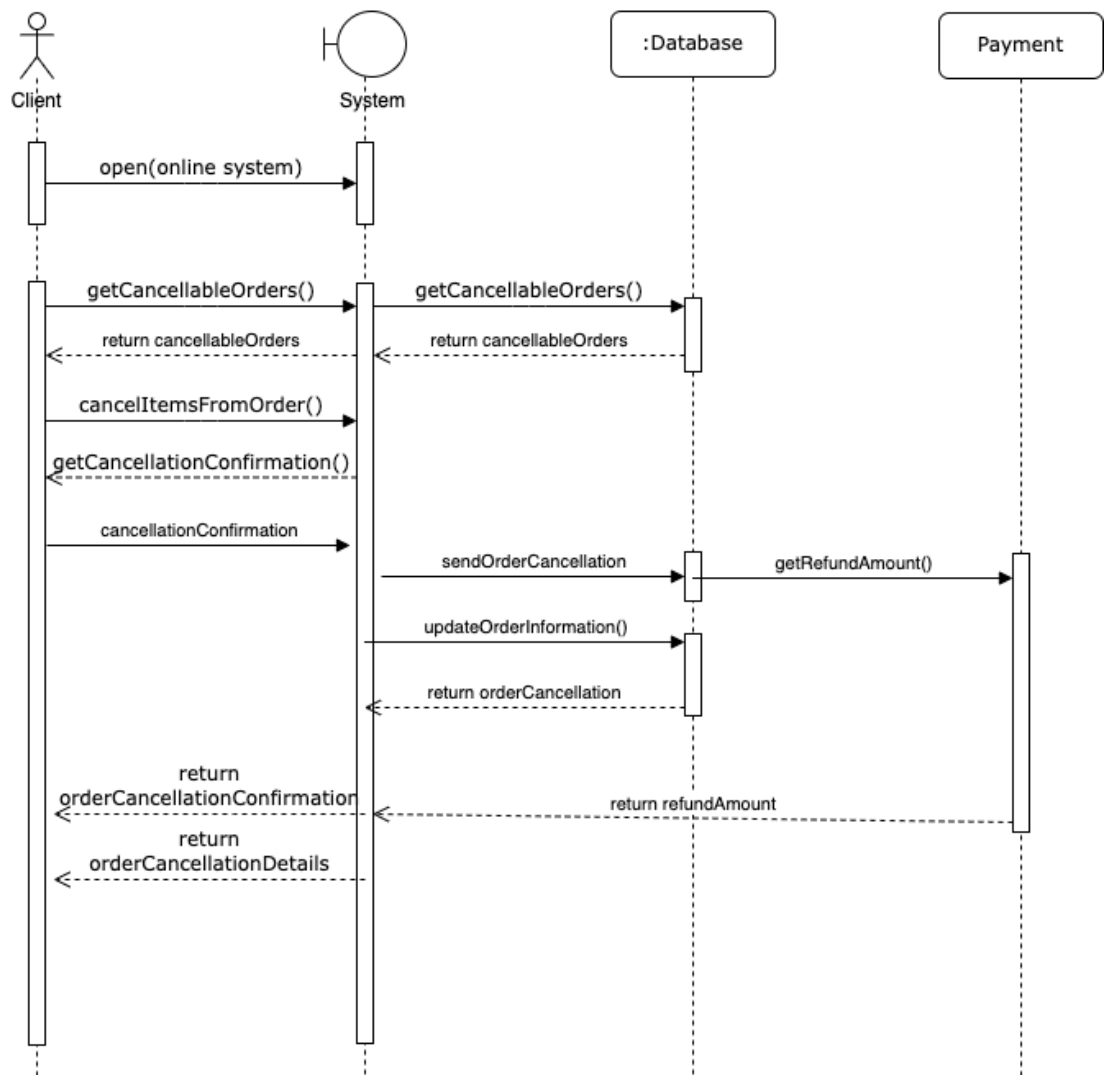 :Database
Payment
Client
System
open(online system)
getCancellableOrders()
getCancellableOrders()
return cancellableOrders
return cancellableOrders
cancelItemsFromOrder()
getCancellationConfirmation()
cancellationConfirmation
sendOrderCancellation
getRefundAmount()
updateOrderInformation()
return orderCancellation
return
orderCancellationConfirmation
return refundAmount
return
orderCancellationDetails